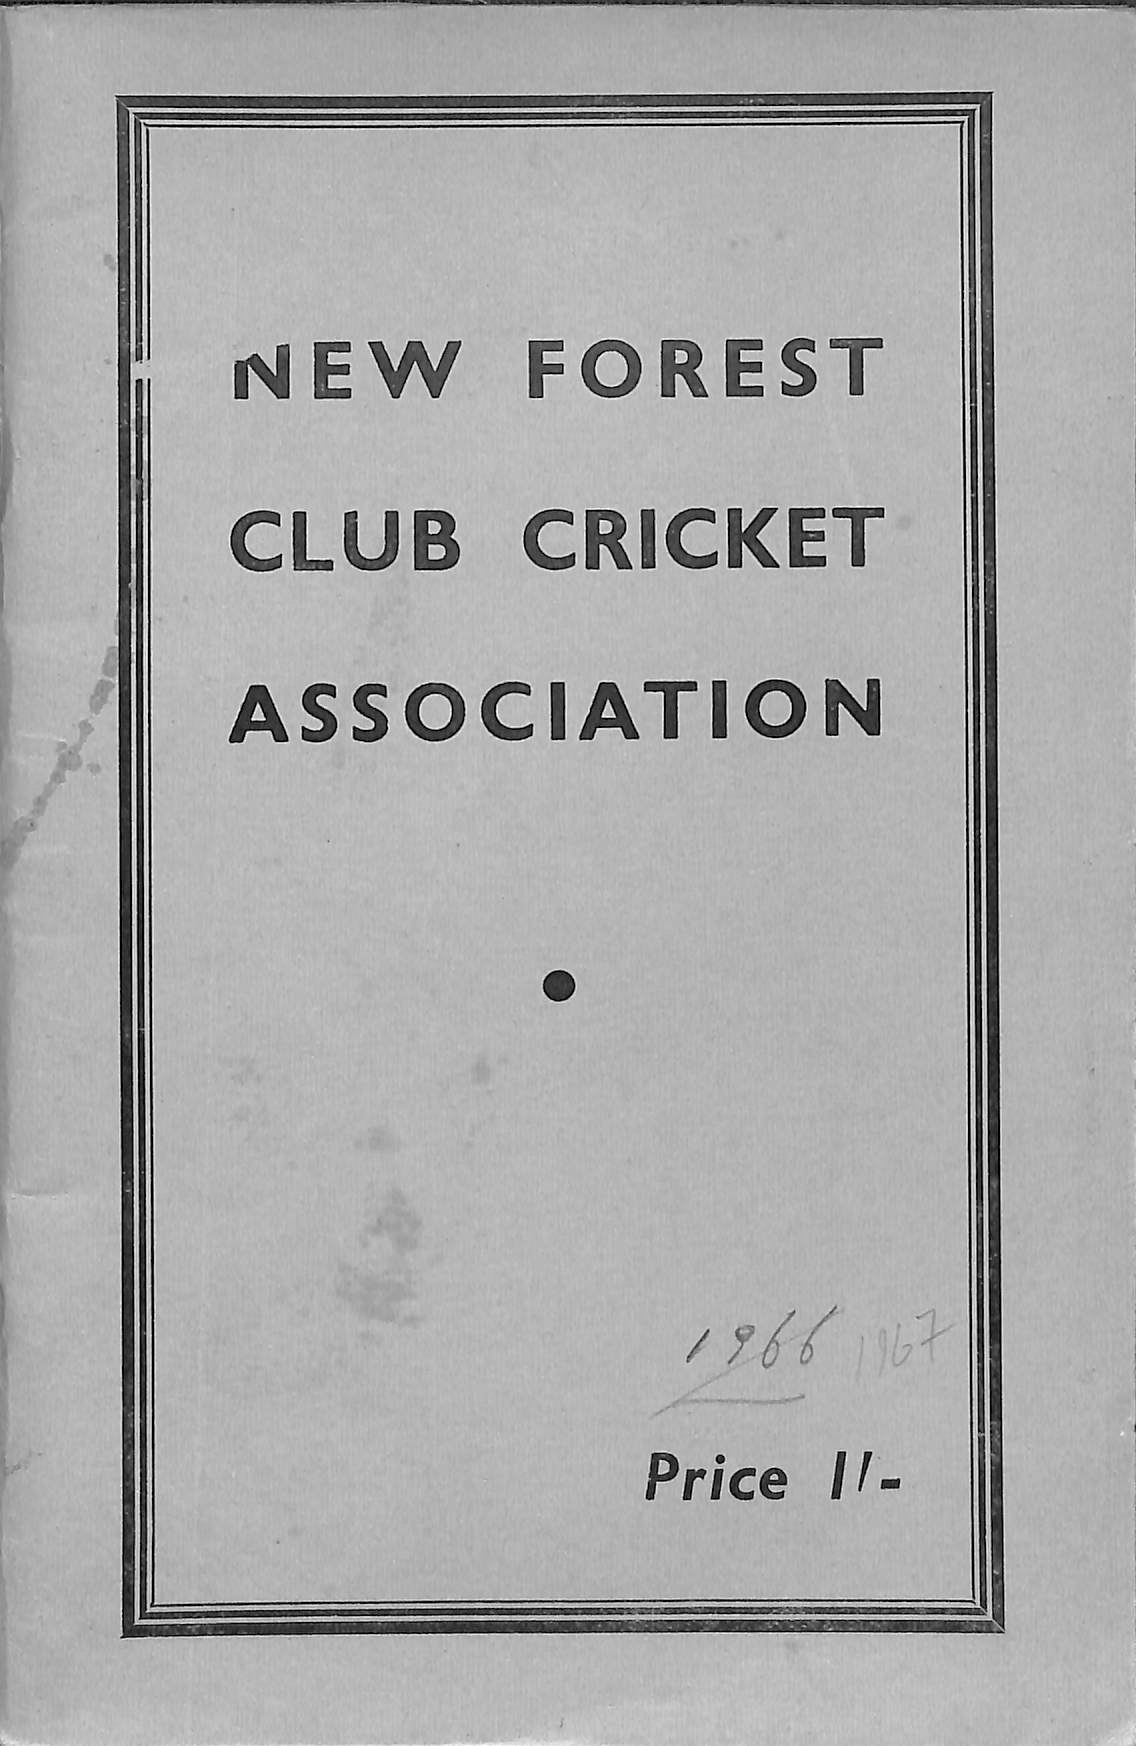 NEW FOREST
CLUB CRICKET
ASSOCIATION
1966 1967
Price 1/-